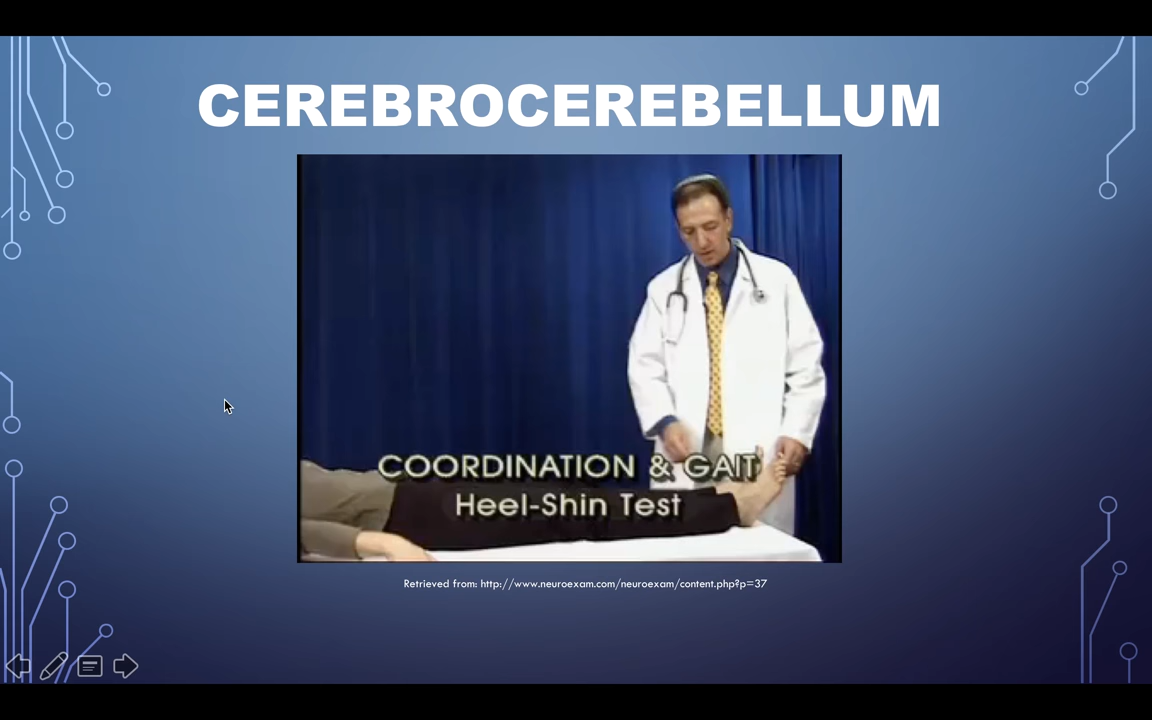 CEREBROCEREBELLUM
COORDINATION & GAIT
Heel-Shin Test
Retrieved from: http://www.neuroexam.com/neuroexam/content.php?p=37